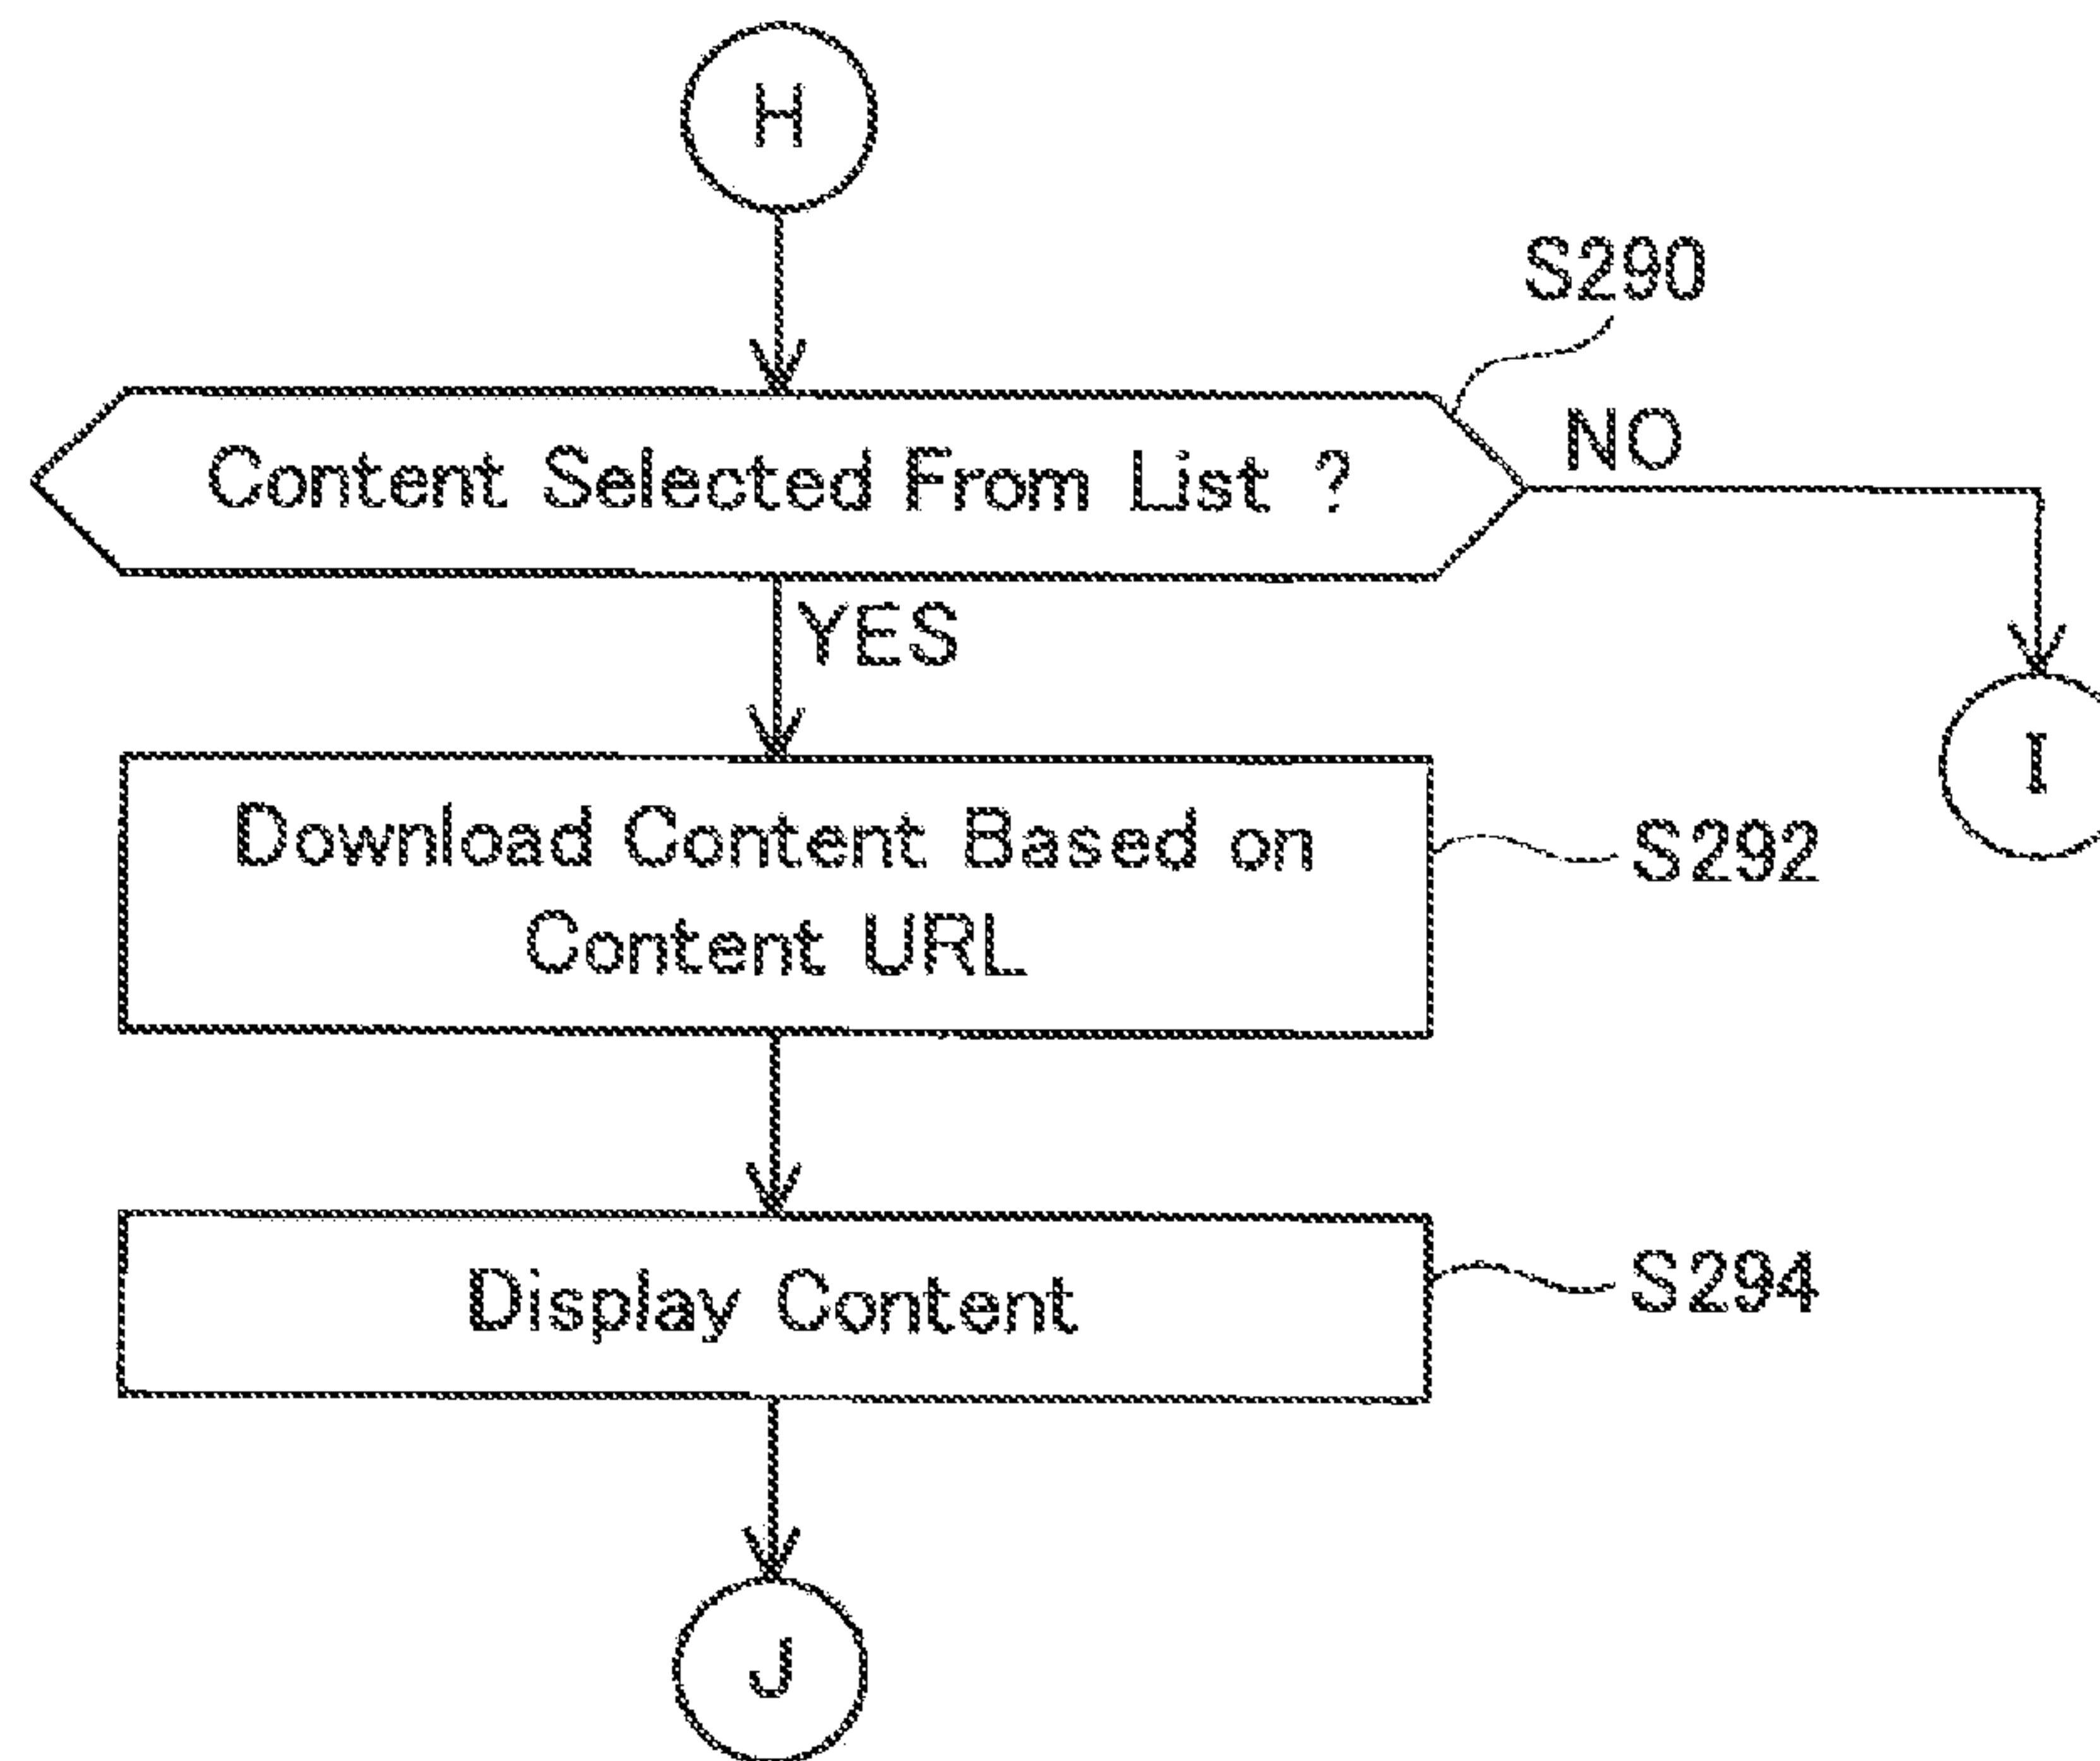 H
S290
Content Selected From List ?
NO
YES
I
Download Content Based on
Content URL
S292
Display Content
S294
J